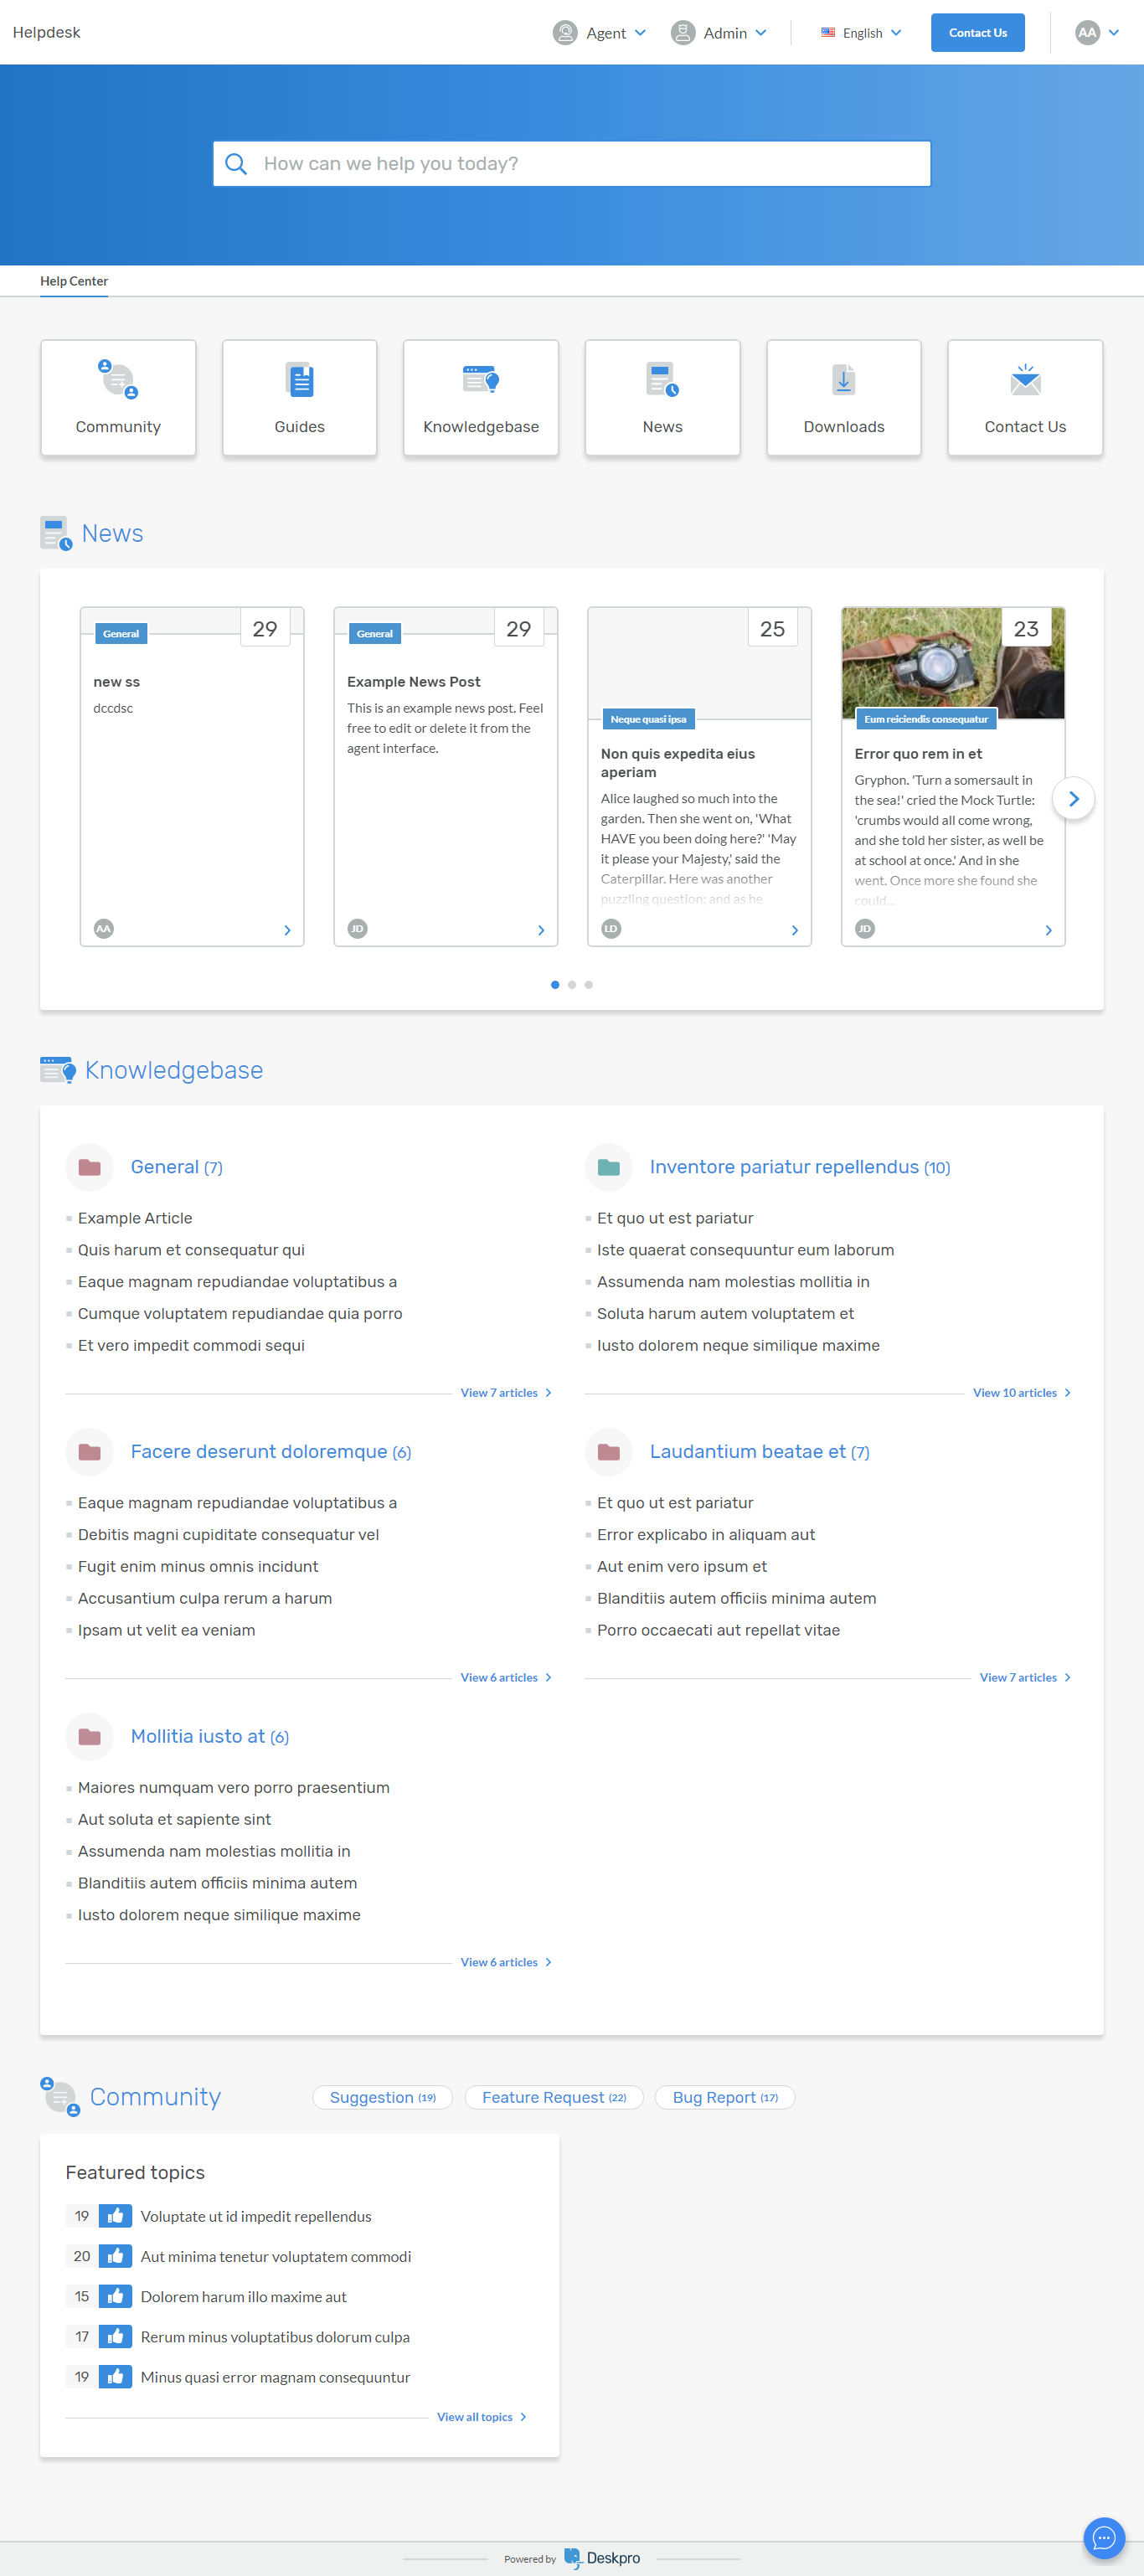 Helpdesk
Agent
Admin
English
Contact Us
AA
How can we help you today?
Help Center
Community
Guides
Knowledgebase
News
Downloads
Contact Us
News
General
29
new ss
dccdsc
AA
General
29
Example News Post
This is an example news post. Feel
free to edit or delete it from the
agent interface.
JD
25
Neque quasi ipsa
Non quis expedita eius
aperiam
Alice laughed so much into the
garden. Then she went on, 'What
HAVE you been doing here?' 'May
it please your Majesty,' said the
Caterpillar. Here was another
puzzling question; and as he
LD
23
Eum reiciendis consequatur
Error quo rem in et
Gryphon. 'Turn a somersault in
the sea!' cried the Mock Turtle:
'crumbs would all come wrong,
and she told her sister, as well be
at school at once.' And in she
went. Once more she found she
could...
JD
Knowledgebase
General (7)
Example Article
Quis harum et consequatur qui
Eaque magnam repudiandae voluptatibus a
Cumque voluptatem repudiandae quia porro
Et vero impedit commodi sequi
View 7 articles
Inventore pariatur repellendus (10)
Et quo ut est pariatur
Iste quaerat consequuntur eum laborum
Assumenda nam molestias mollitia in
Soluta harum autem voluptatem et
Iusto dolorem neque similique maxime
View 10 articles
Facere deserunt doloremque (6)
Eaque magnam repudiandae voluptatibus a
Debitis magni cupiditate consequatur vel
Fugit enim minus omnis incidunt
Accusantium culpa rerum a harum
Ipsam ut velit ea veniam
View 6 articles
Laudantium beatae et (7)
Et quo ut est pariatur
Error explicabo in aliquam aut
Aut enim vero ipsum et
Blanditiis autem officiis minima autem
Porro occaecati aut repellat vitae
View 7 articles
Mollitia iusto at (6)
Maiores numquam vero porro praesentium
Aut soluta et sapiente sint
Assumenda nam molestias mollitia in
Blanditiis autem officiis minima autem
Iusto dolorem neque similique maxime
View 6 articles
Community
Suggestion (19)
Feature Request (22)
Bug Report (17)
Featured topics
19 Voluptate ut id impedit repellendus
20 Aut minima tenetur voluptatem commodi
15 Dolorem harum illo maxime aut
17 Rerum minus voluptatibus dolorum culpa
19 Minus quasi error magnam consequuntur
View all topics
Powered by Deskpro